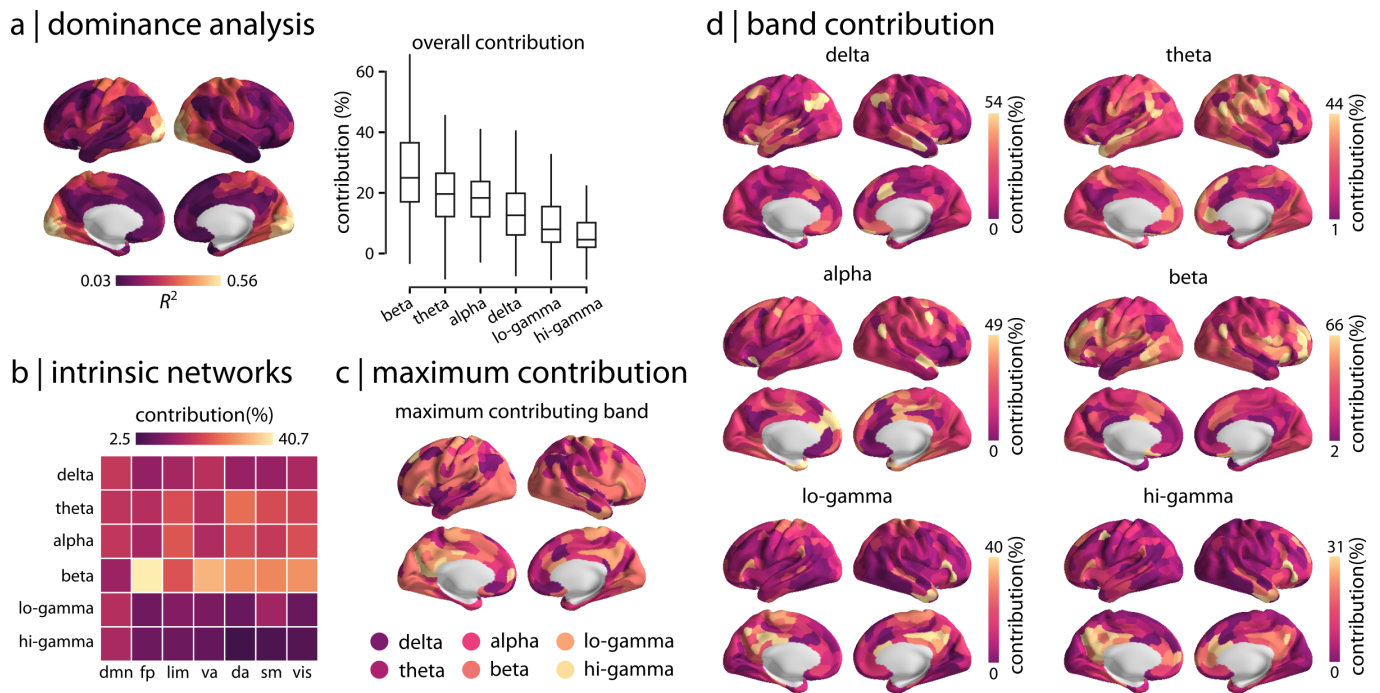 a | dominance analysis
overall contribution
contribution (%)
60
40
20
0
beta
theta
alpha
delta
lo-gamma
hi-gamma
0.03
0.56
R²
b | intrinsic networks
contribution(%)
2.5
40.7
delta
theta
alpha
beta
lo-gamma
hi-gamma
dmn fp lim va da sm vis
c | maximum contribution
maximum contributing band
delta alpha lo-gamma
theta beta hi-gamma
d | band contribution
delta
54
contribution(%)
0
theta
44
contribution(%)
1
alpha
49
contribution(%)
0
beta
66
contribution(%)
2
lo-gamma
40
contribution(%)
0
hi-gamma
31
contribution(%)
0